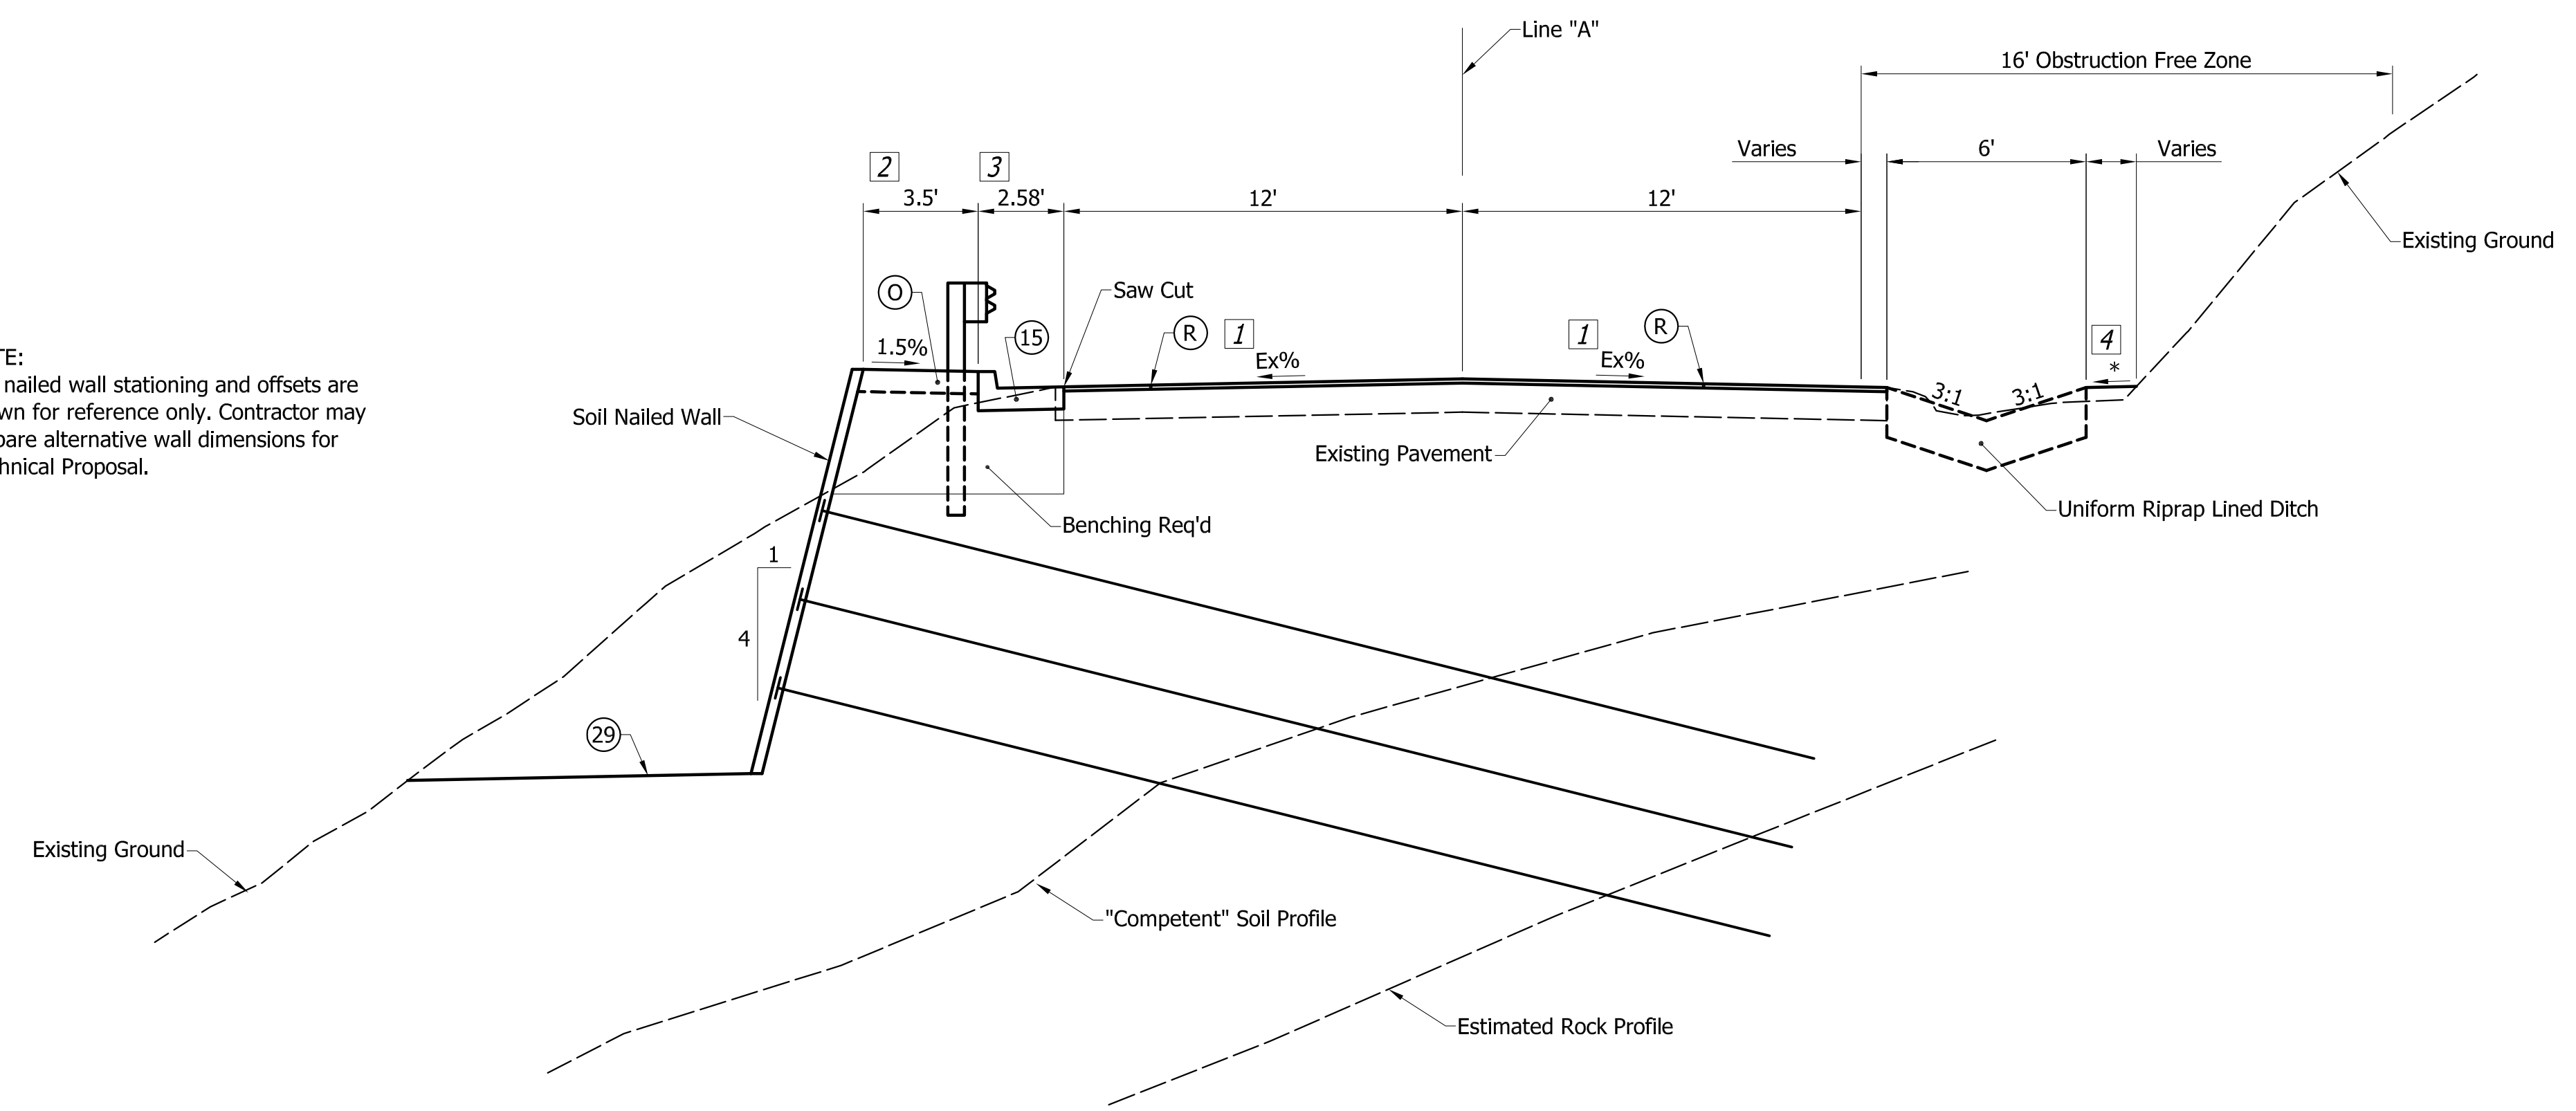 Line "A"
16' Obstruction Free Zone
Varies
6'
Varies
2
3
3.5'
2.58'
12'
12'
Existing Ground
O
Saw Cut
15
R
1
1
R
1.5%
Ex%
Ex%
4
*
3:1
3:1
TE:
nailed wall stationing and offsets are
wn for reference only. Contractor may
pare alternative wall dimensions for
hnical Proposal.
Soil Nailed Wall
Existing Pavement
Uniform Riprap Lined Ditch
Benching Req'd
1
4
29
Existing Ground
"Competent" Soil Profile
Estimated Rock Profile